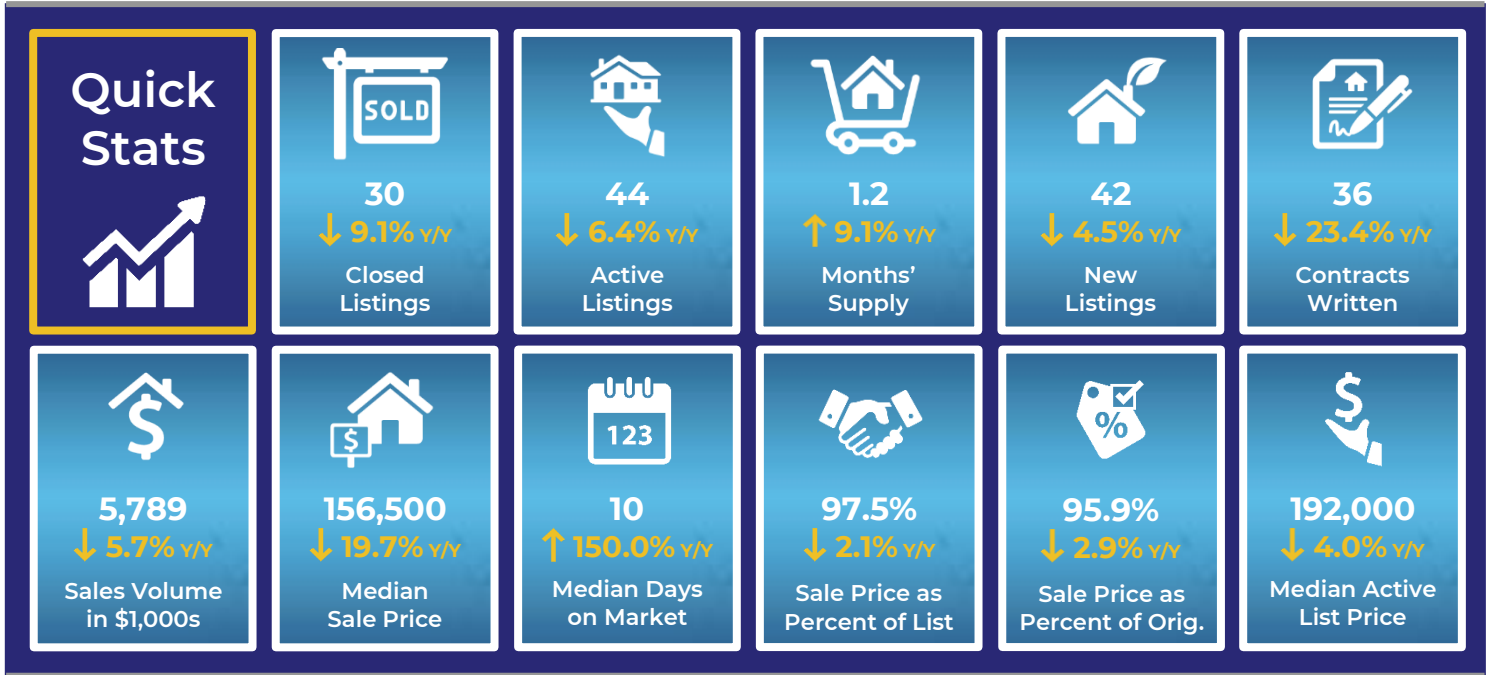 Quick
Stats
SOLD
30
↓ 9.1% Y/Y
Closed
Listings
44
↓ 6.4% Y/Y
Active
Listings
1.2
↑ 9.1% Y/Y
Months’
Supply
42
↓ 4.5% Y/Y
New
Listings
36
↓ 23.4% Y/Y
Contracts
Written
$
5,789
↓ 5.7% Y/Y
Sales Volume
in $1,000s
$
156,500
↓ 19.7% Y/Y
Median
Sale Price
123
10
↑ 150.0% Y/Y
Median Days
on Market
97.5%
↓ 2.1% Y/Y
Sale Price as
Percent of List
%
95.9%
↓ 2.9% Y/Y
Sale Price as
Percent of Orig.
$
192,000
↓ 4.0% Y/Y
Median Active
List Price